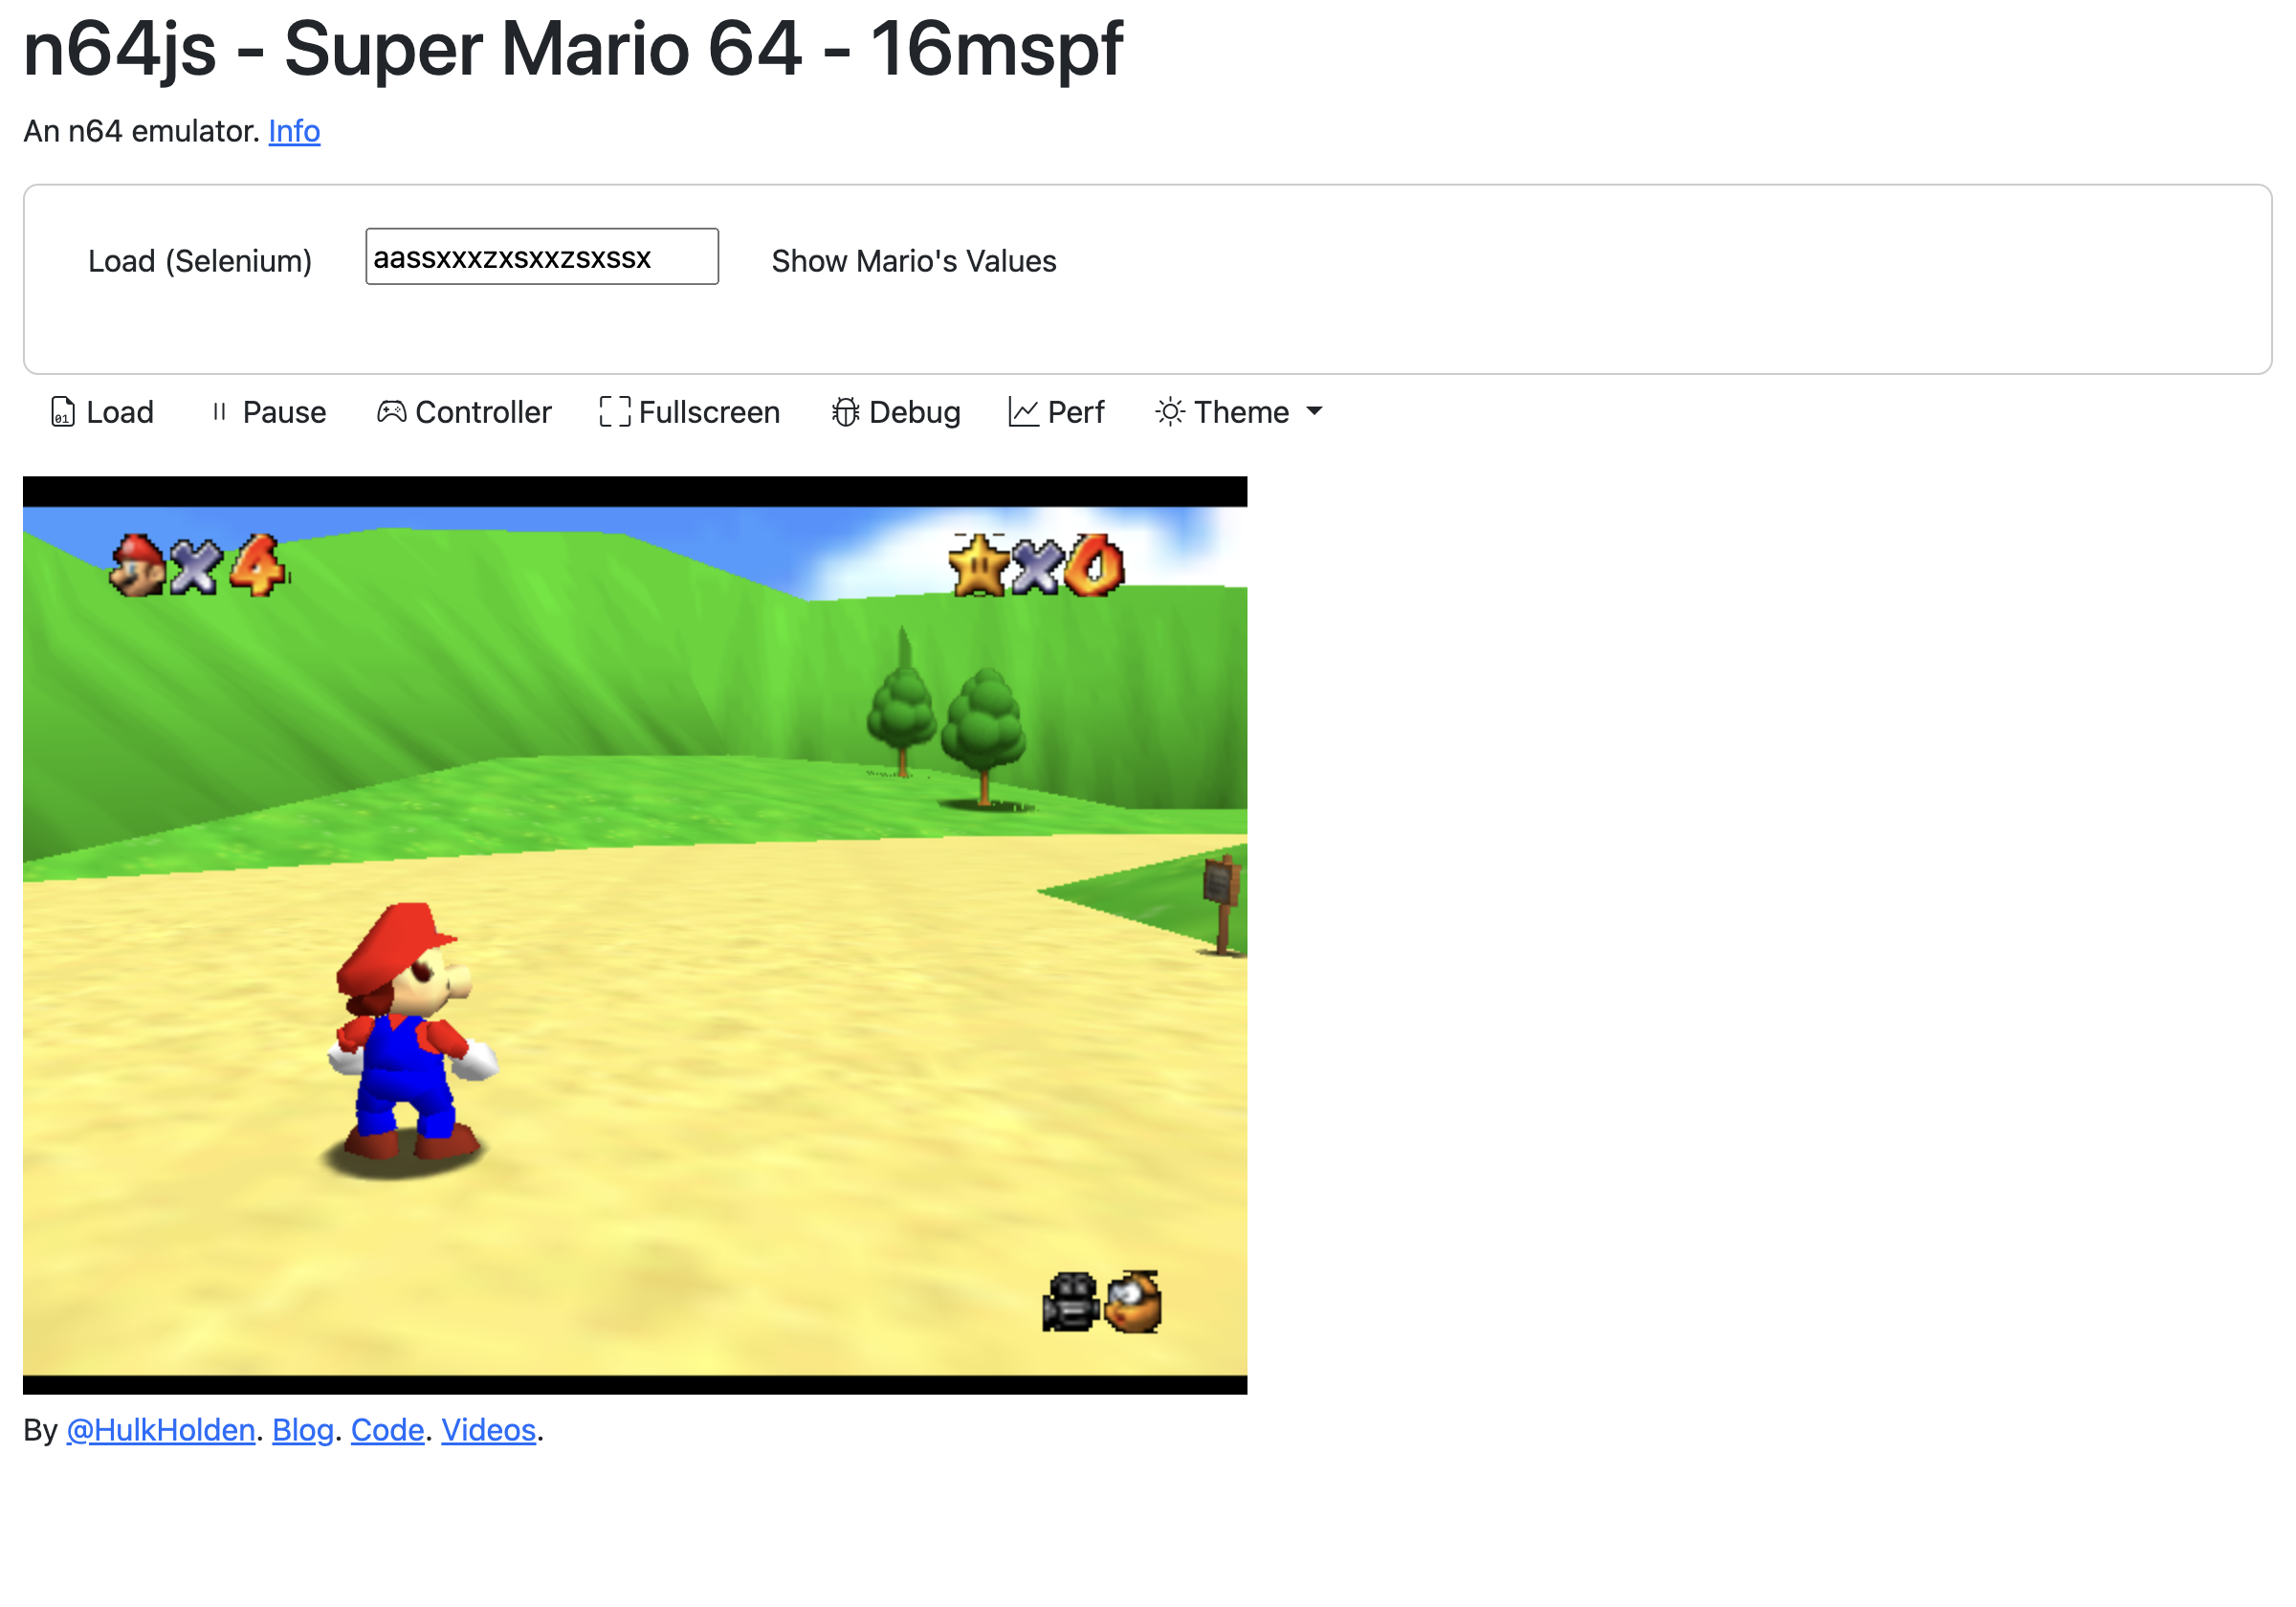 n64js - Super Mario 64 - 16mspf
An n64 emulator. Info
Load (Selenium) aassxxxzxsxxzsxssx Show Mario's Values
Load Pause Controller Fullscreen Debug Perf Theme
×4 ×0
By @HulkHolden. Blog. Code. Videos.